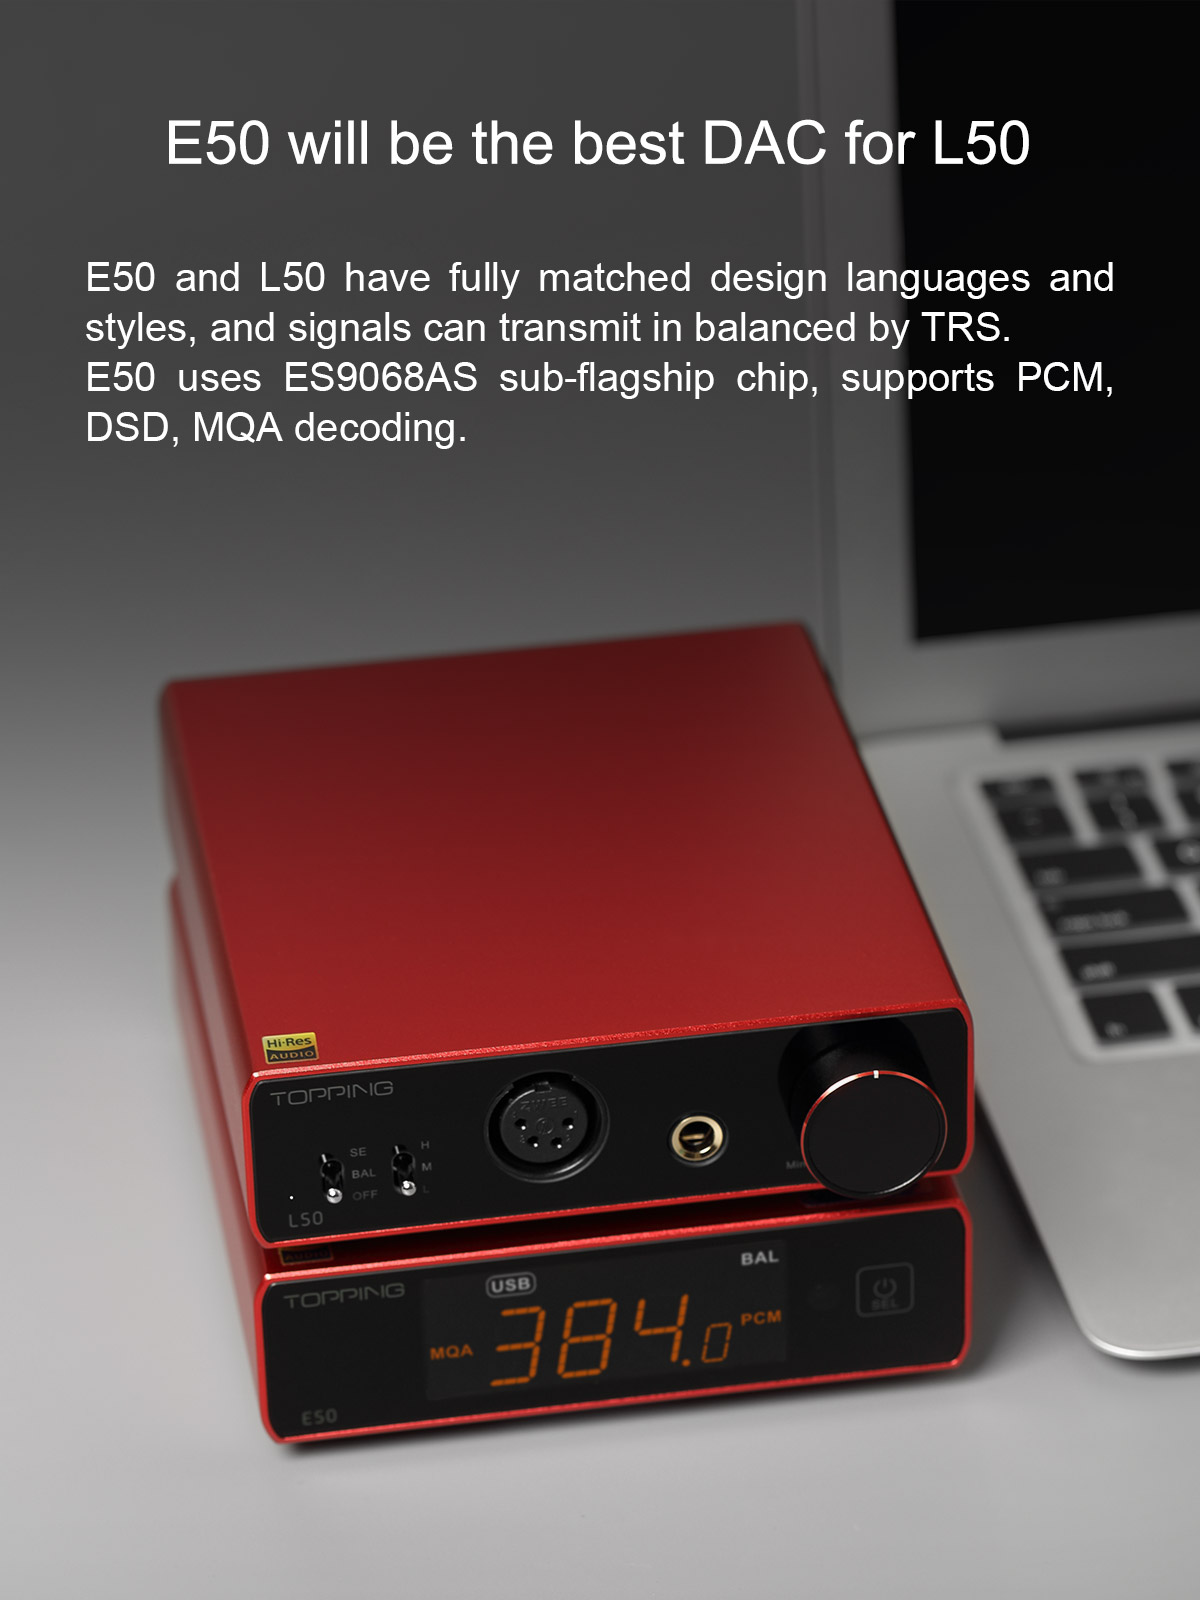 E50 will be the best DAC for L50
E50 and L50 have fully matched design languages and
styles, and signals can transmit in balanced by TRS.
E50 uses ES9068AS sub-flagship chip, supports PCM,
DSD, MQA decoding.
Hi-Res
AUDIO
TOPPING
SE
BAL
OFF
H
M
L
L50
AUDIO
TOPPING
USB
BAL
MQA
384.0
PCM
SEL
E50